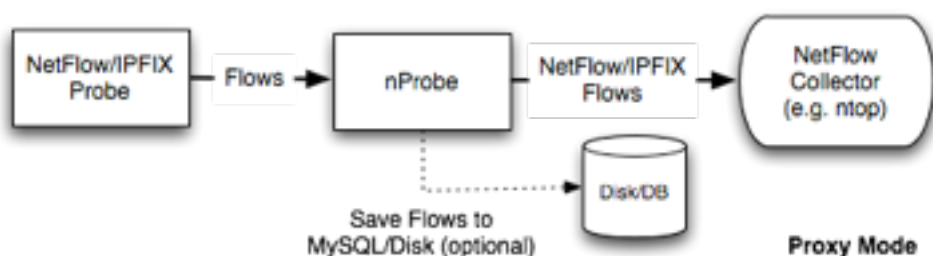 NetFlow/IPFIX
Probe
Flows
nProbe
NetFlow/IPFIX
Flows
NetFlow
Collector
(e.g. ntop)
Disk/DB
Save Flows to
MySQL/Disk (optional)
Proxy Mode